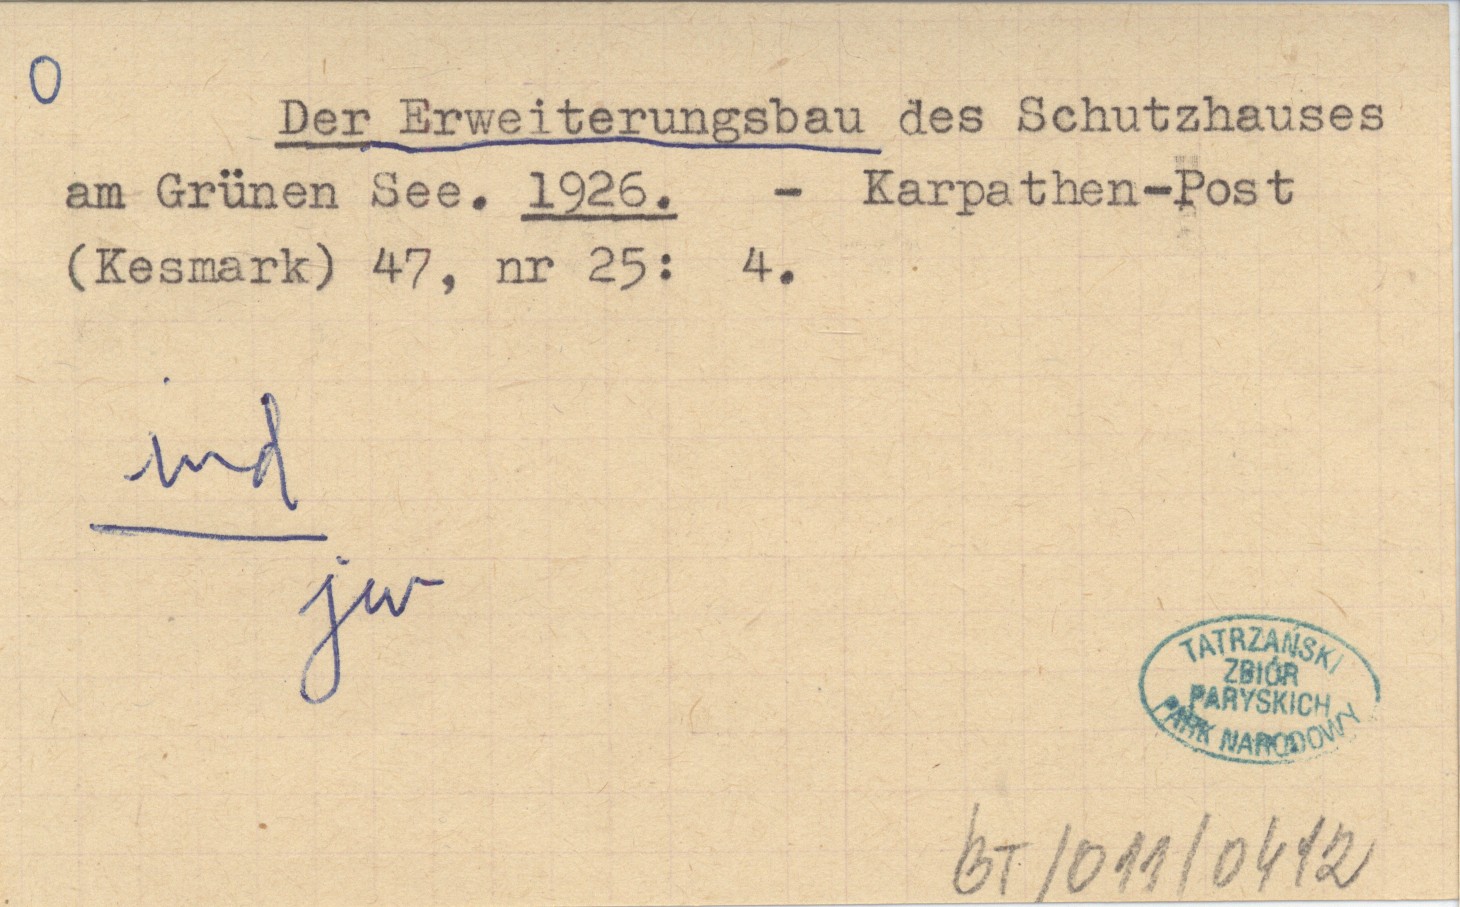 0
Der Erweiterungsbau des Schutzhauses
am Grünen See. 1926. - Karpathen-Post
(Kesmark) 47, nr 25: 4.
ind
jw
TATRZAŃSKI
ZBIÓR
PARYSKICH
PARK NARODOWY
BT/011/0412